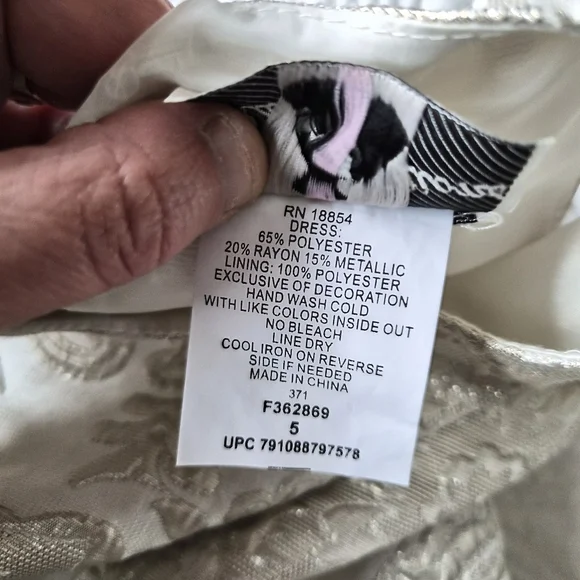 RN 18854
DRESS:
65% POLYESTER
20% RAYON 15% METALLIC
LINING: 100% POLYESTER
EXCLUSIVE OF DECORATION
HAND WASH COLD
WITH LIKE COLORS INSIDE OUT
NO BLEACH
LINE DRY
COOL IRON ON REVERSE
SIDE IF NEEDED
MADE IN CHINA
371
F362869
5
UPC 791088797578